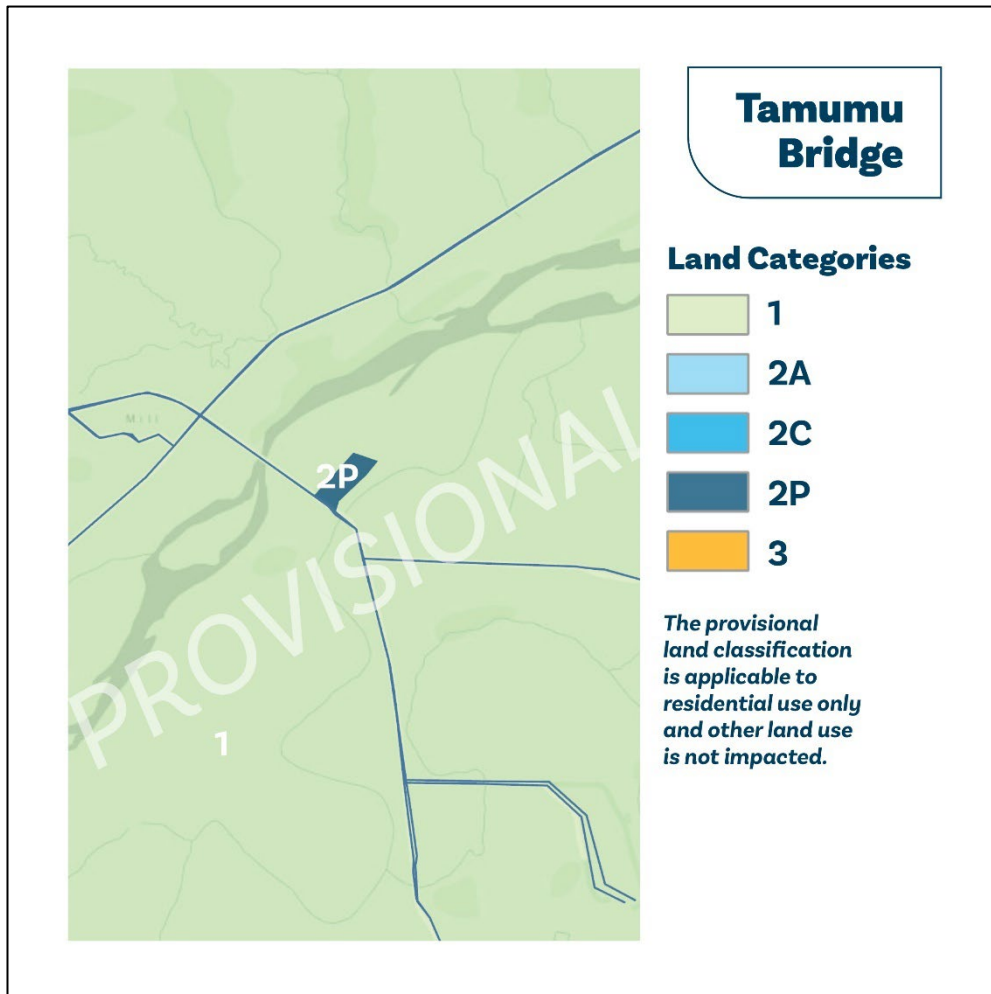 Tamumu
Bridge
Land Categories
1
2A
2C
2P
3
The provisional
land classification
is applicable to
residential use only
and other land use
is not impacted.
Mill
2P
PROVISIONAL
1